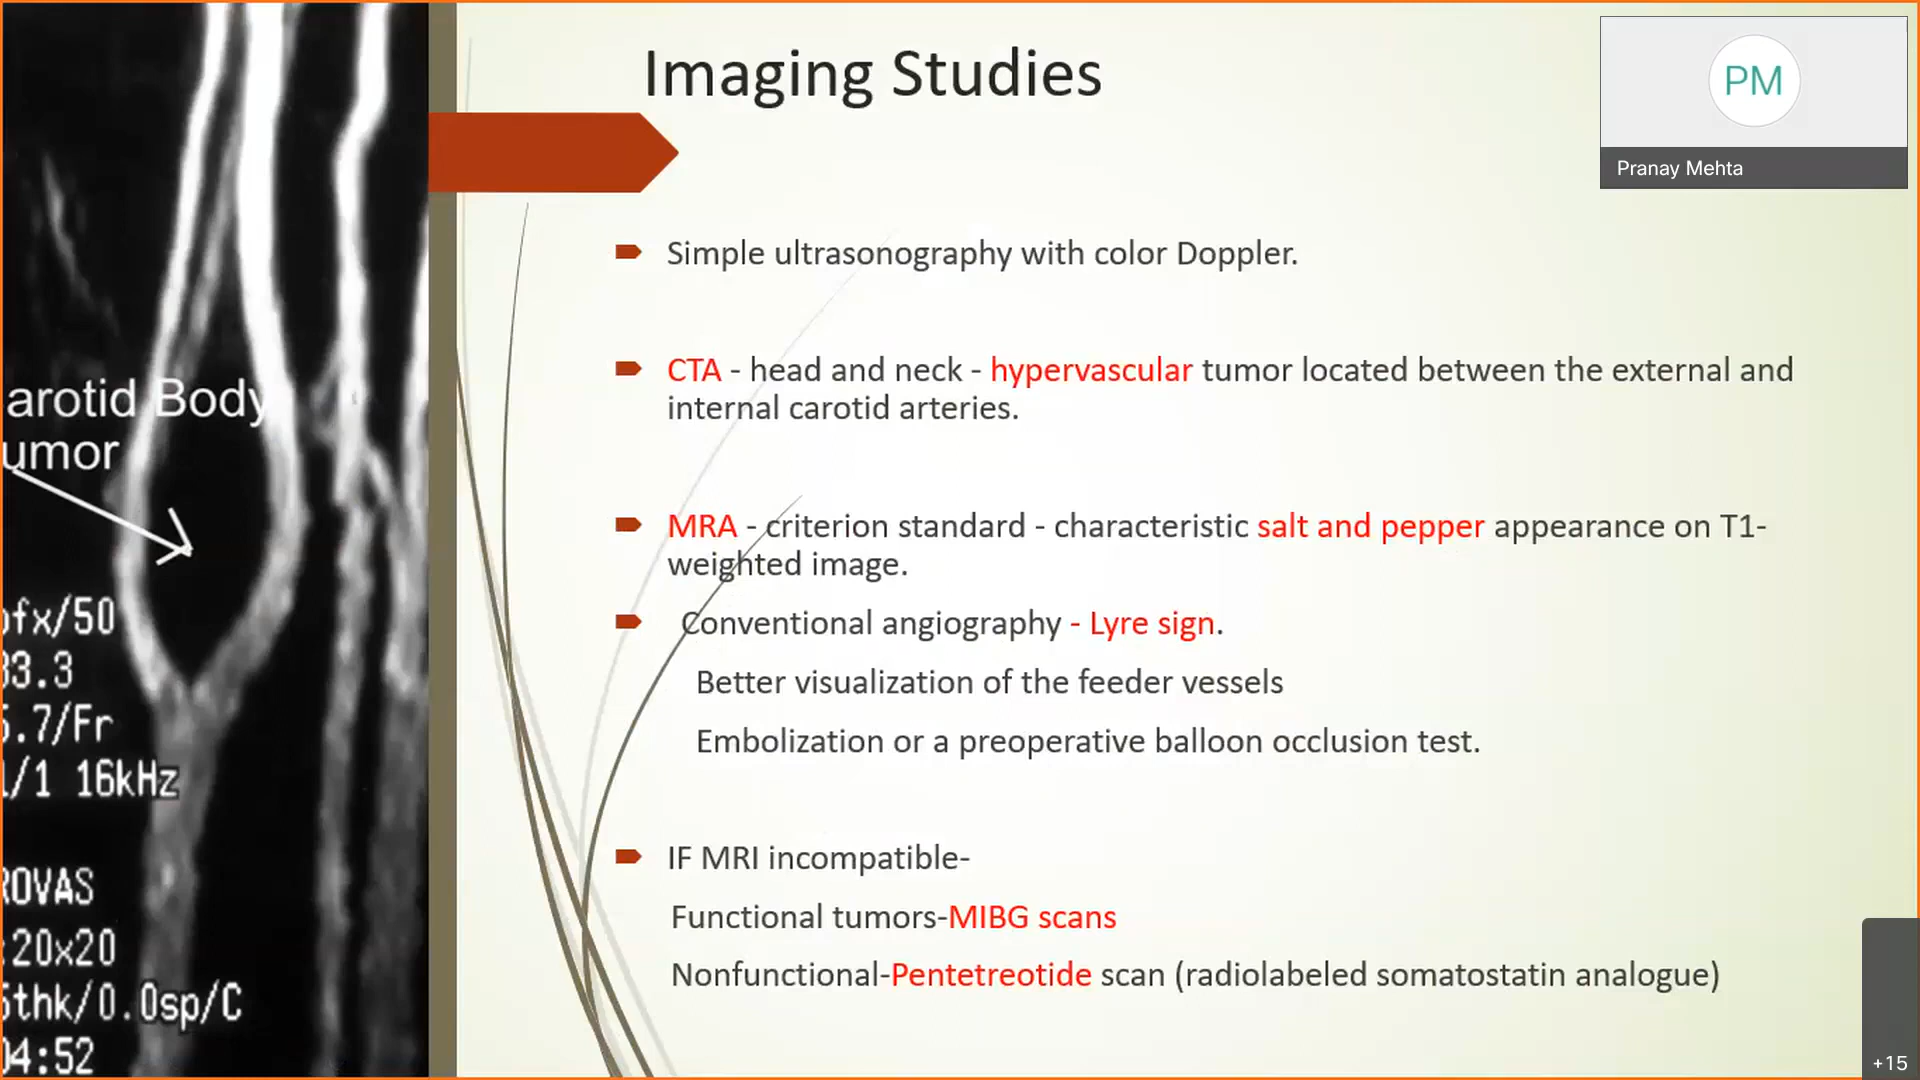 Imaging Studies
PM
Pranay Mehta
Simple ultrasonography with color Doppler.
CTA - head and neck - hypervascular tumor located between the external and
internal carotid arteries.
MRA - criterion standard - characteristic salt and pepper appearance on T1-
weighted image.
Conventional angiography - Lyre sign.
Better visualization of the feeder vessels
Embolization or a preoperative balloon occlusion test.
IF MRI incompatible-
Functional tumors-MIBG scans
Nonfunctional-Pentetreotide scan (radiolabeled somatostatin analogue)
arotid Body
umor
fx/50
33.3
.7/Fr
/1 16kHz
OVAS
20x20
thk/0.0sp/C
04:52
+15